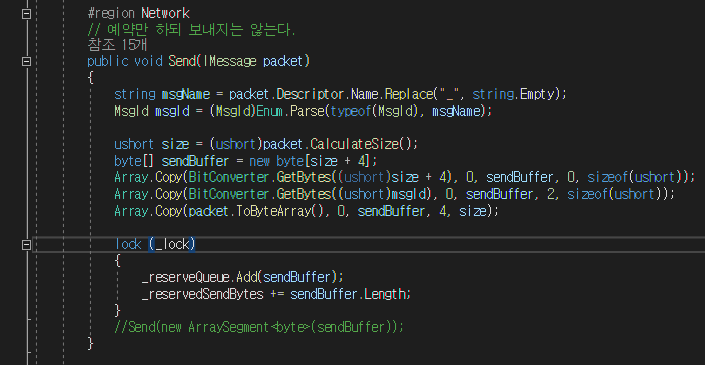 #region Network
// 예약만 하되 보내지는 않는다.
참조 15개
public void Send(IMessage packet)
{
string msgName = packet.Descriptor.Name.Replace("_", string.Empty);
MsgId msgId = (MsgId)Enum.Parse(typeof(MsgId), msgName);
ushort size = (ushort)packet.CalculateSize();
byte[] sendBuffer = new byte[size + 4];
Array.Copy(BitConverter.GetBytes((ushort)size + 4), 0, sendBuffer, 0, sizeof(ushort));
Array.Copy(BitConverter.GetBytes((ushort)msgId), 0, sendBuffer, 2, sizeof(ushort));
Array.Copy(packet.ToByteArray(), 0, sendBuffer, 4, size);
lock (_lock)
{
_reserveQueue.Add(sendBuffer);
_reservedSendBytes += sendBuffer.Length;
}
//Send(new ArraySegment<byte>(sendBuffer));
}